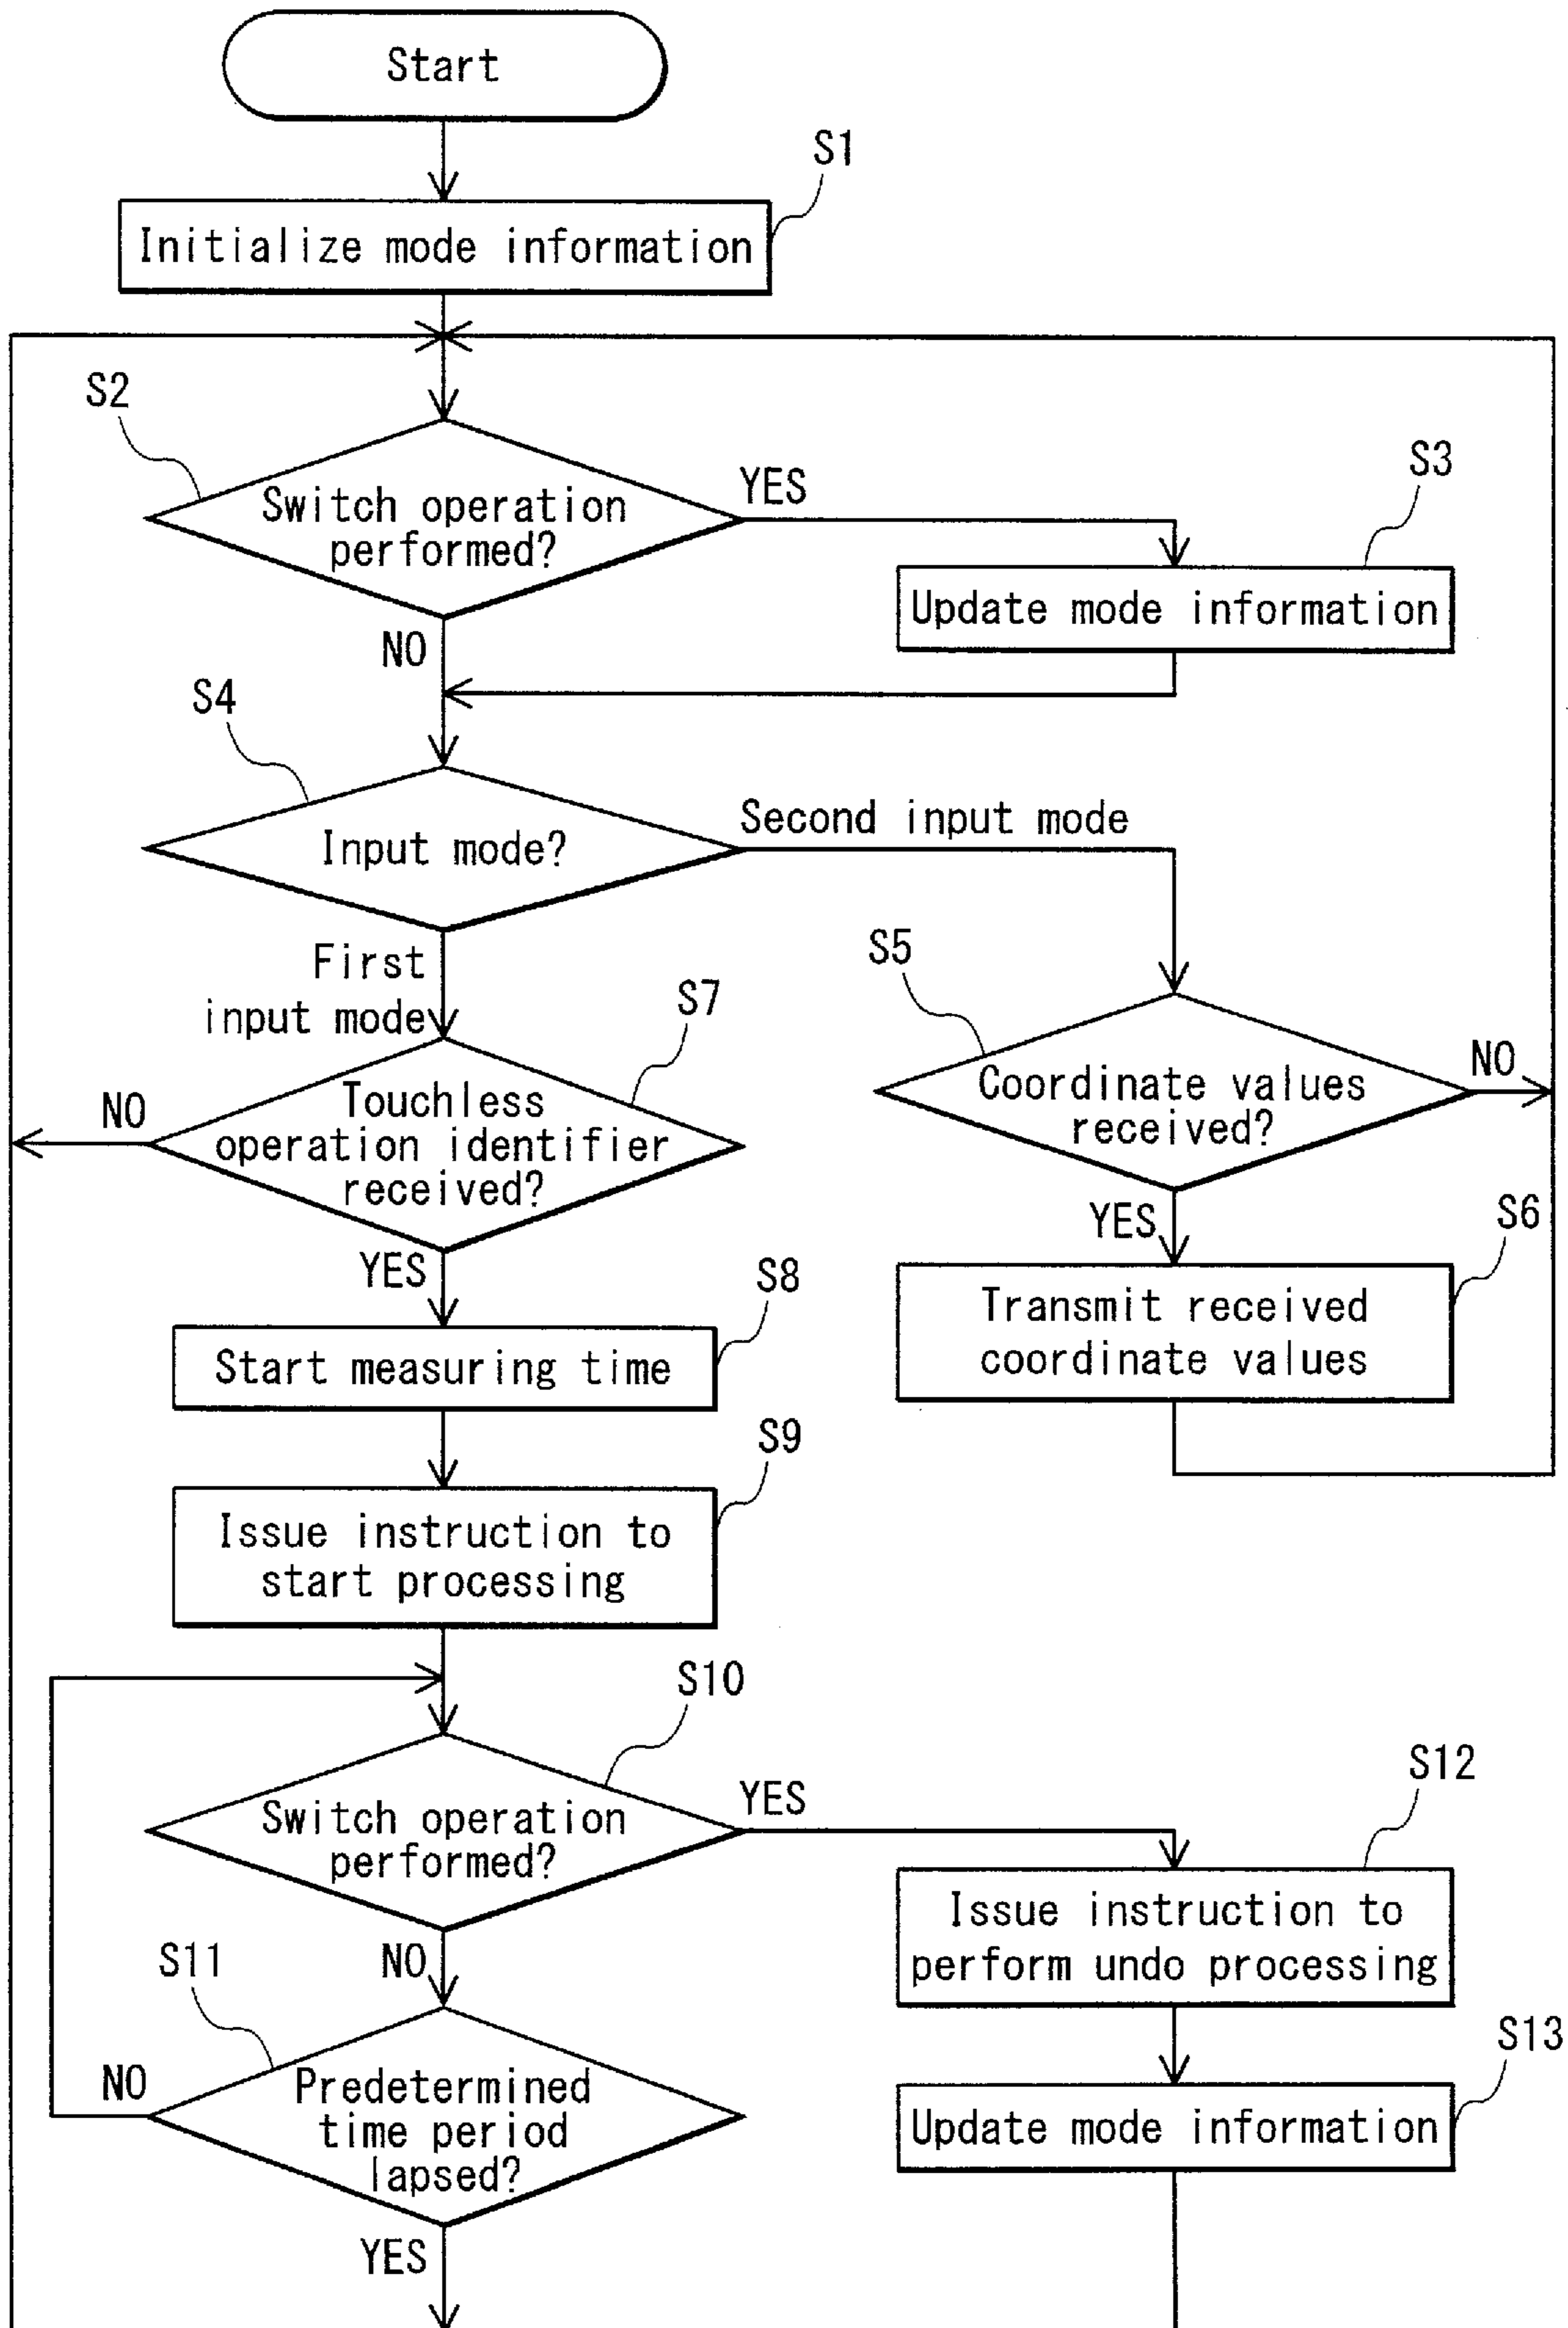 Start
S1
Initialize mode information
S2
Switch operation
performed?
YES
S3
Update mode information
NO
S4
Input mode?
Second input mode
First
input mode
S5
Coordinate values
received?
NO
S7
Touchless
operation identifier
received?
NO
YES
YES
S6
Transmit received
coordinate values
S8
Start measuring time
S9
Issue instruction to
start processing
S10
Switch operation
performed?
YES
S12
Issue instruction to
perform undo processing
NO
S11
Predetermined
time period
lapsed?
NO
S13
Update mode information
YES